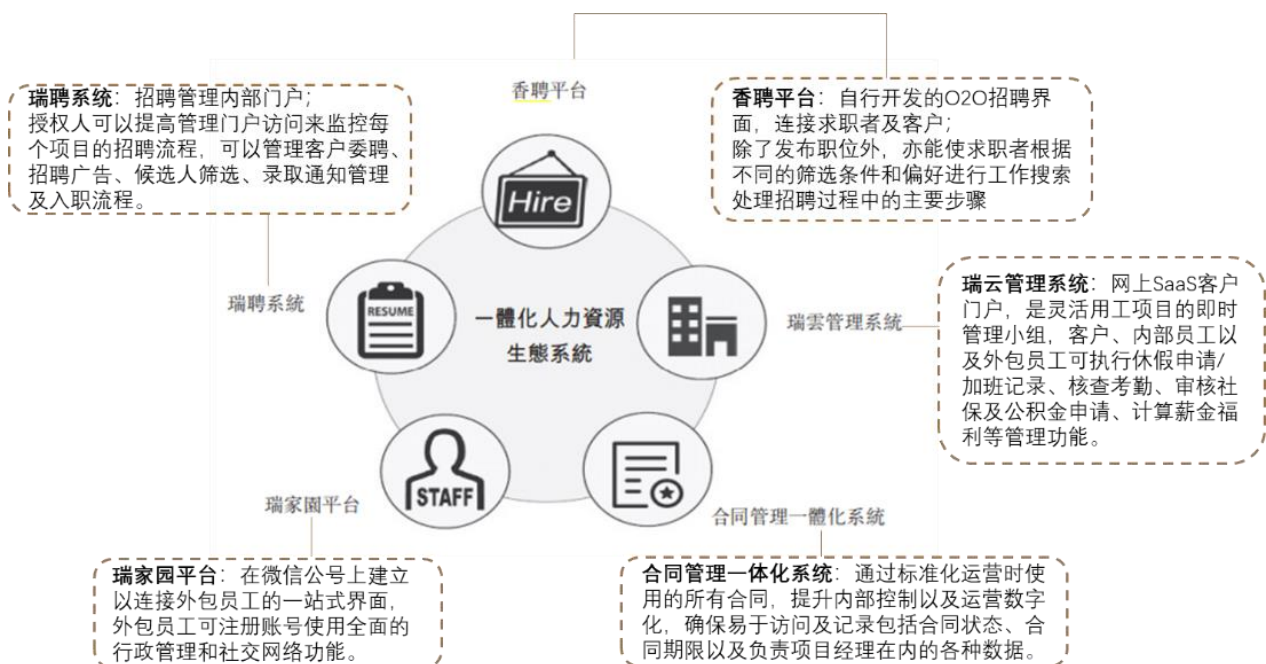 香聘平台
瑞聘系统：招聘管理内部门户；
授权人可以提高管理门户访问来监控每
个项目的招聘流程，可以管理客户委聘、
招聘广告、候选人筛选、录取通知管理
及入职流程。
香聘平台：自行开发的O2O招聘界
面，连接求职者及客户；
除了发布职位外，亦能使求职者根据
不同的筛选条件和偏好进行工作搜索
处理招聘过程中的主要步骤
Hire
瑞聘系統
RESUME
一體化人力資源
生態系統
瑞雲管理系統
瑞云管理系统：网上SaaS客户
门户，是灵活用工项目的即时
管理小组，客户、内部员工以
及外包员工可执行休假申请/
加班记录、核查考勤、审核社
保及公积金申请、计算薪金福
利等管理功能。
STAFF
瑞家園平台
合同管理一體化系統
瑞家园平台：在微信公号上建立
以连接外包员工的一站式界面，
外包员工可注册账号使用全面的
行政管理和社交网络功能。
合同管理一体化系统：通过标准化运营时使
用的所有合同，提升内部控制以及运营数字
化，确保易于访问及记录包括合同状态、合
同期限以及负责项目经理在内的各种数据。